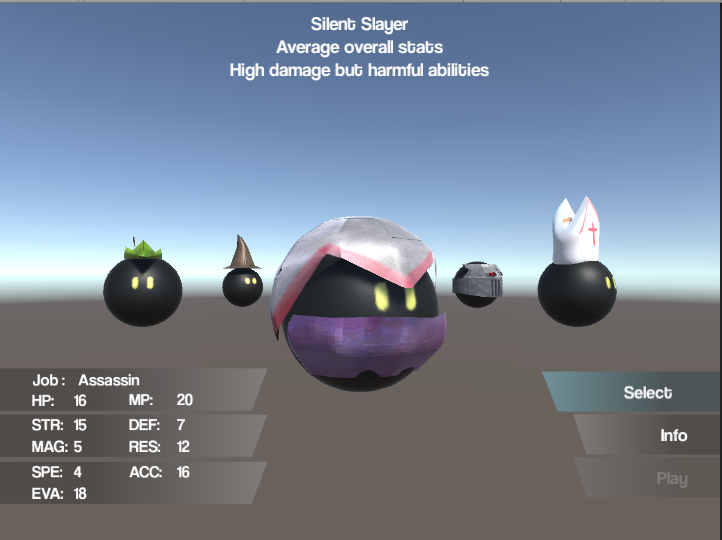 Silent Slayer
Average overall stats
High damage but harmful abilities
Job : Assassin
HP: 16 MP: 20
STR: 15 DEF: 7
MAG: 5 RES: 12
SPE: 4 ACC: 16
EVA: 18
Select
Info
Play